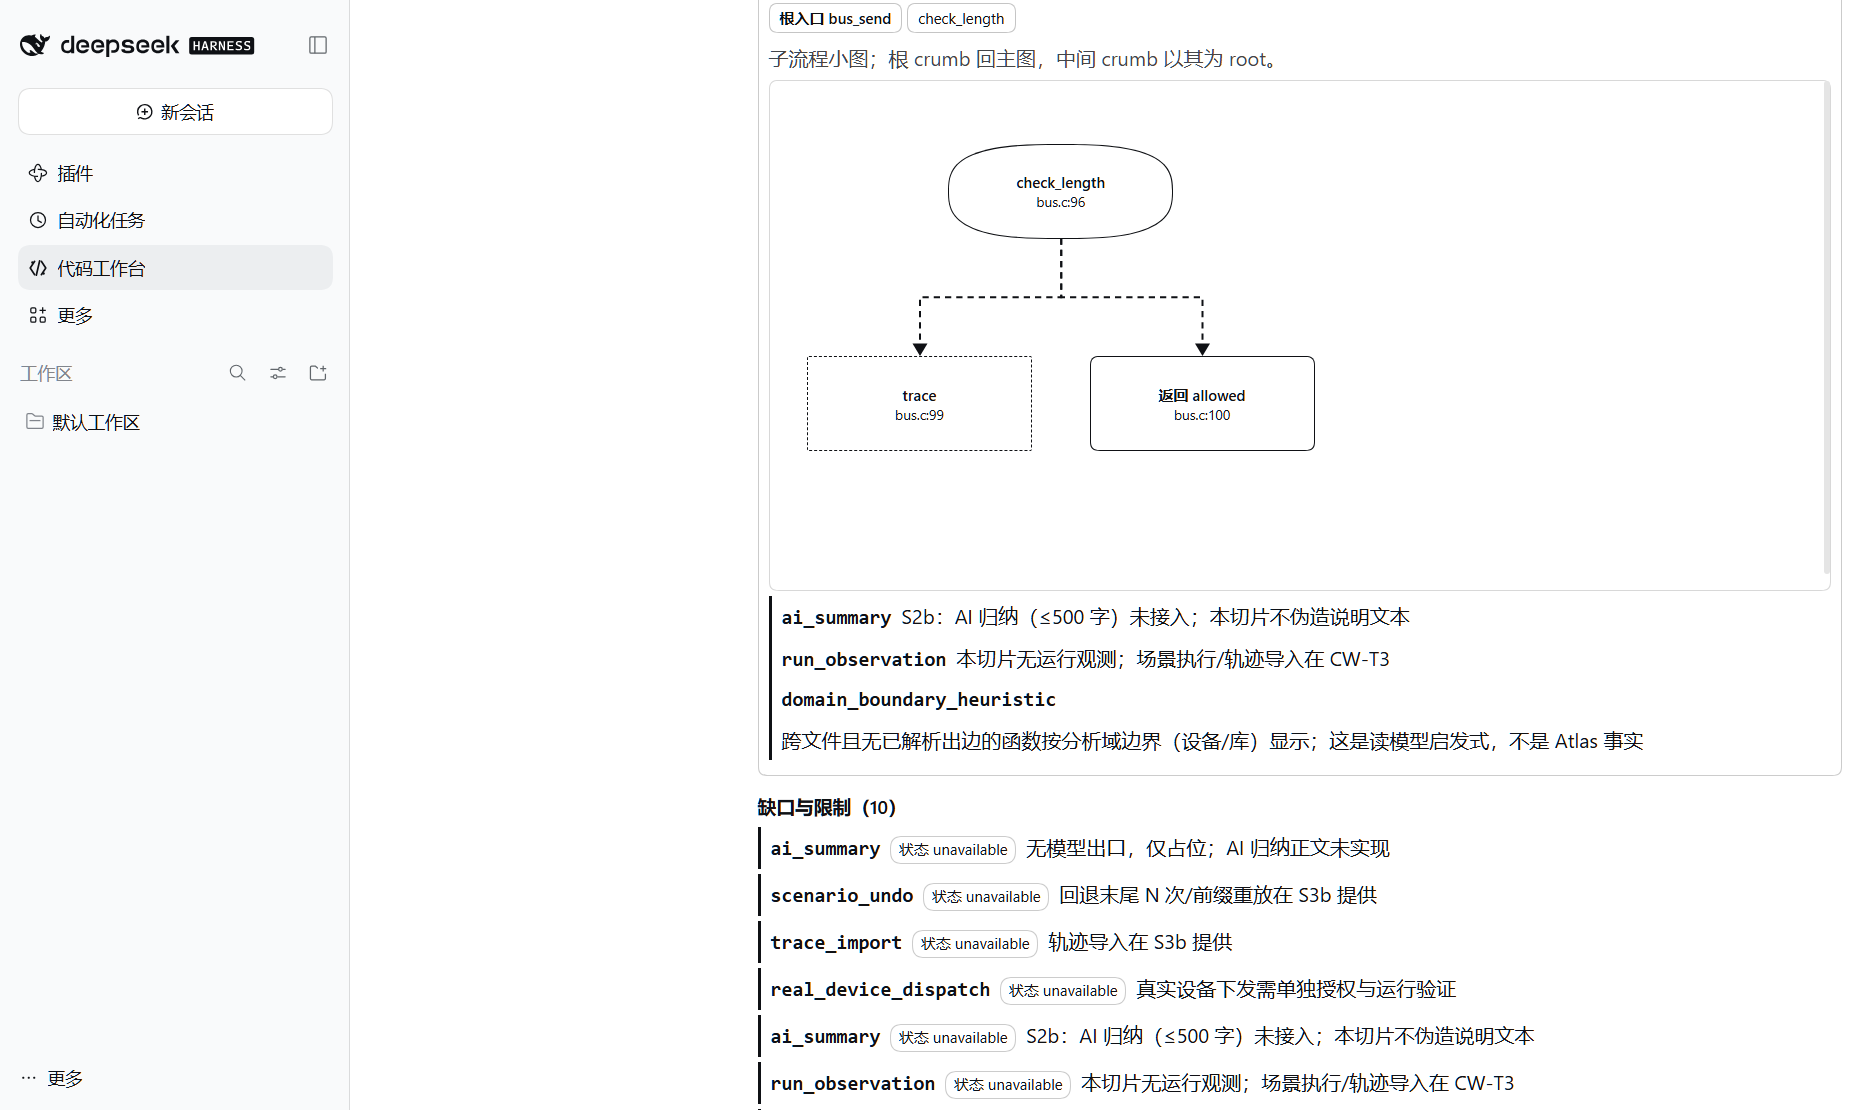 deepseek HARNESS
新会话
插件
自动化任务
代码工作台
更多
工作区
默认工作区
更多
根入口 bus_send
check_length
子流程小图；根 crumb 回主图，中间 crumb 以其为 root。
check_length
bus.c:96
trace
bus.c:99
返回 allowed
bus.c:100
ai_summary S2b：AI 归纳（≤500 字）未接入；本切片不伪造说明文本
run_observation 本切片无运行观测；场景执行/轨迹导入在 CW-T3
domain_boundary_heuristic
跨文件且无已解析出边的函数按分析域边界（设备/库）显示；这是读模型启发式，不是 Atlas 事实
缺口与限制（10）
ai_summary 状态 unavailable 无模型出口，仅占位；AI 归纳正文未实现
scenario_undo 状态 unavailable 回退末尾 N 次/前缀重放在 S3b 提供
trace_import 状态 unavailable 轨迹导入在 S3b 提供
real_device_dispatch 状态 unavailable 真实设备下发需单独授权与运行验证
ai_summary 状态 unavailable S2b：AI 归纳（≤500 字）未接入；本切片不伪造说明文本
run_observation 状态 unavailable 本切片无运行观测；场景执行/轨迹导入在 CW-T3